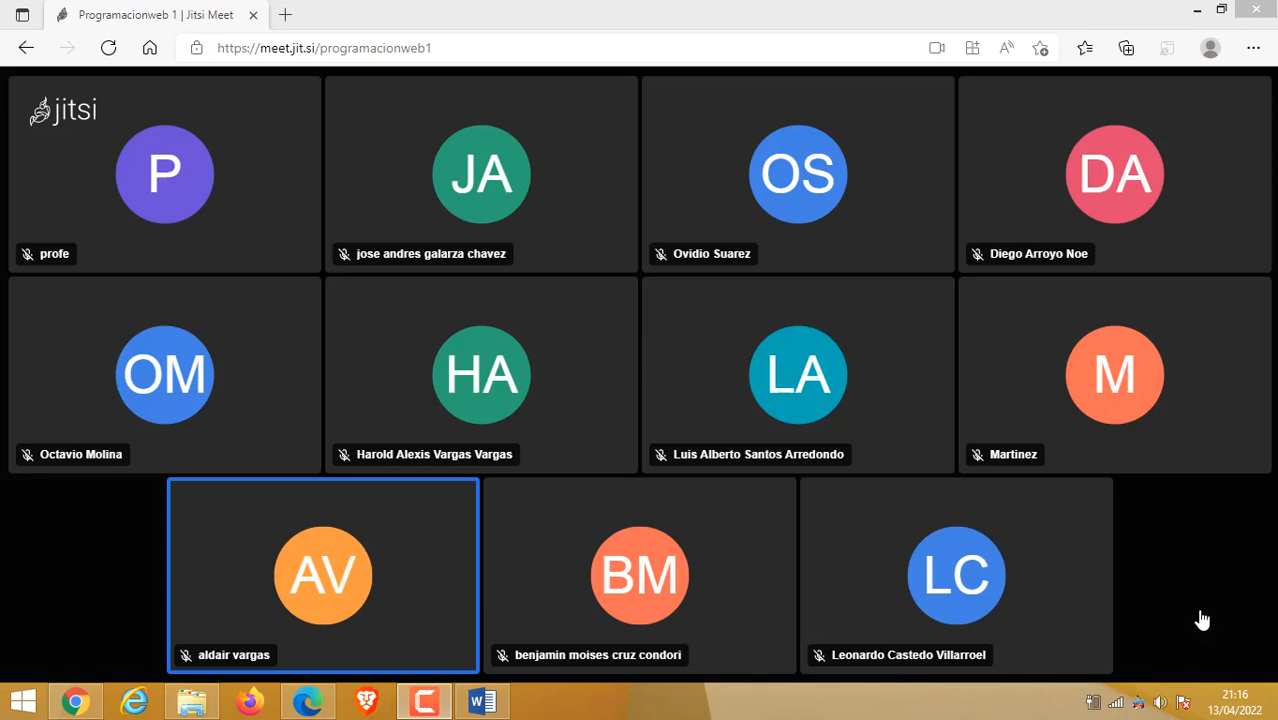 Programacionweb 1 | Jitsi Meet
https://meet.jit.si/programacionweb1
jitsi
P
JA
OS
DA
profe
jose andres galarza chavez
Ovidio Suarez
Diego Arroyo Noe
OM
HA
LA
M
Octavio Molina
Harold Alexis Vargas Vargas
Luis Alberto Santos Arredondo
Martinez
AV
BM
LC
aldair vargas
benjamin moises cruz condori
Leonardo Castedo Villarroel
21:16
13/04/2022